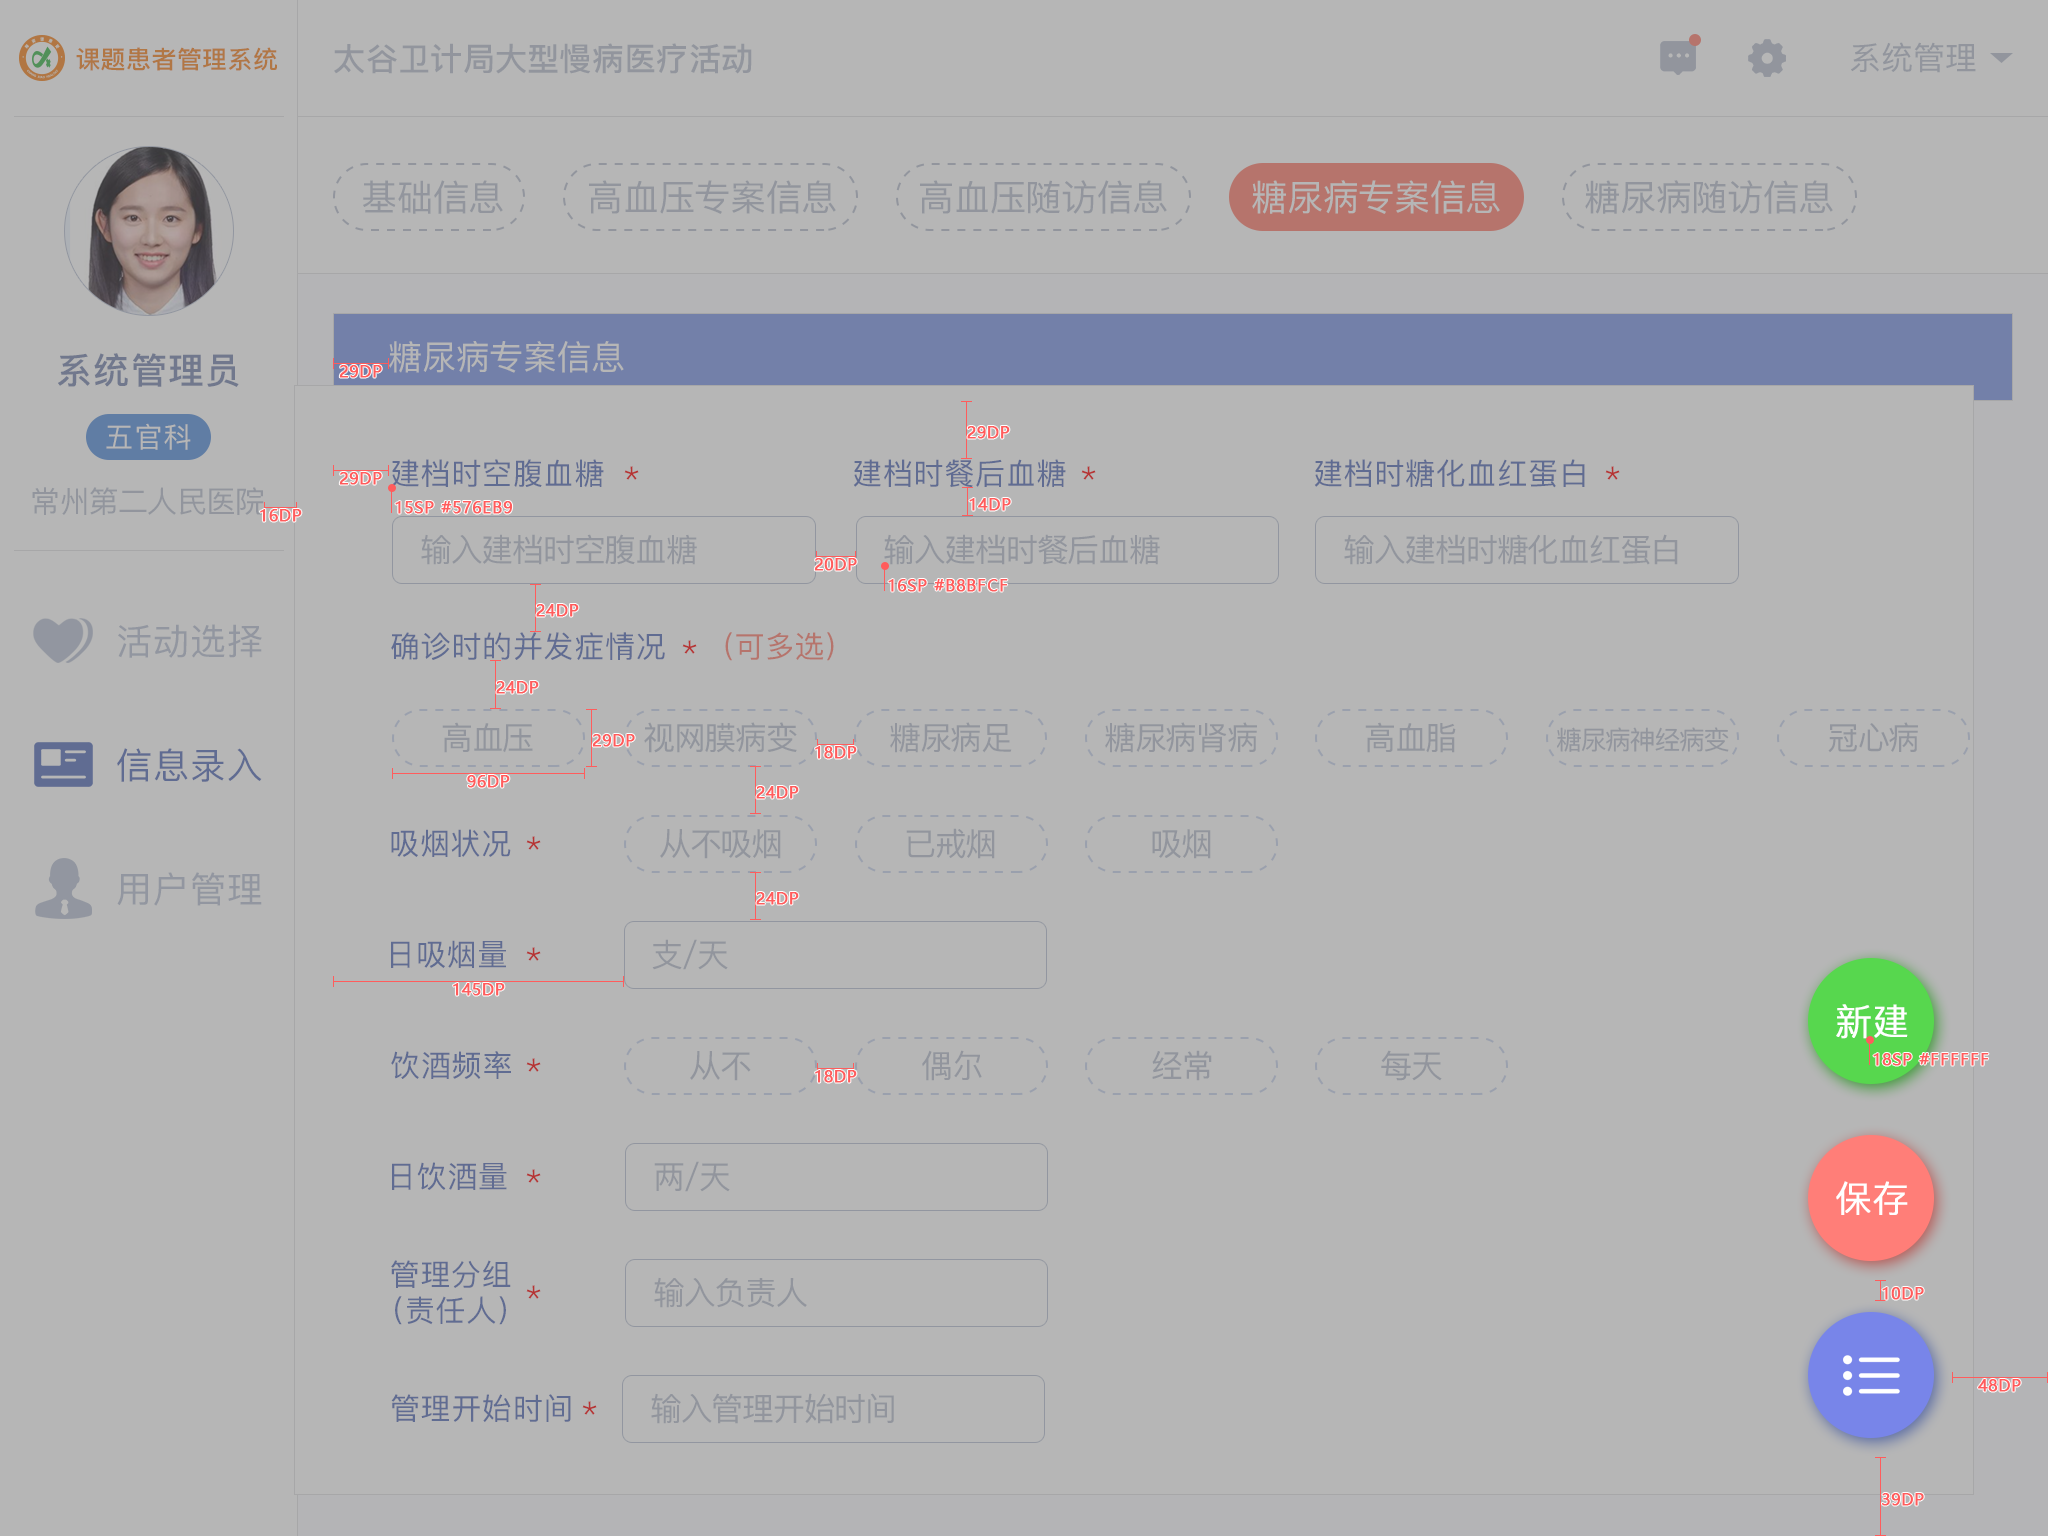 课题患者管理系统
太谷卫计局大型慢病医疗活动
系统管理
基础信息
高血压专案信息
高血压随访信息
糖尿病专案信息
糖尿病随访信息
系统管理员
五官科
常州第二人民医院
16DP
活动选择
信息录入
用户管理
糖尿病专案信息
29DP
29DP
建档时空腹血糖 *
建档时餐后血糖 *
建档时糖化血红蛋白 *
29DP
15SP #576EB9
14DP
输入建档时空腹血糖
输入建档时餐后血糖
输入建档时糖化血红蛋白
20DP
16SP #B8BFCF
24DP
确诊时的并发症情况 * (可多选)
24DP
高血压
29DP
视网膜病变
18DP
糖尿病足
糖尿病肾病
高血脂
糖尿病神经病变
冠心病
96DP
24DP
吸烟状况 *
从不吸烟
已戒烟
吸烟
24DP
日吸烟量 *
支/天
145DP
新建
18SP #FFFFFF
饮酒频率 *
从不
18DP
偶尔
经常
每天
日饮酒量 *
两/天
保存
管理分组
(责任人) *
输入负责人
10DP
管理开始时间 *
输入管理开始时间
48DP
39DP